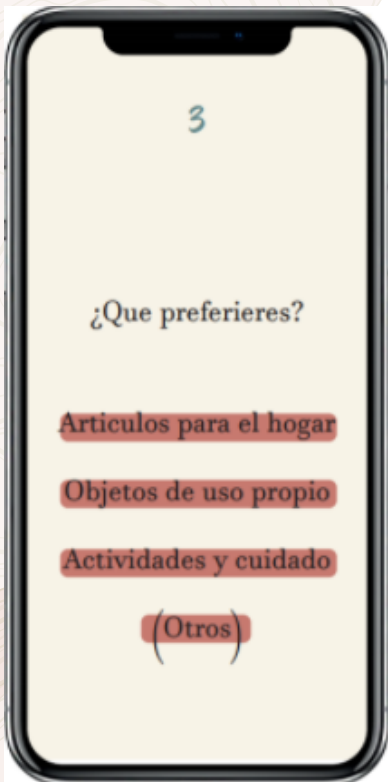 3
¿Que preferieres?
Articulos para el hogar
Objetos de uso propio
Actividades y cuidado
(Otros)